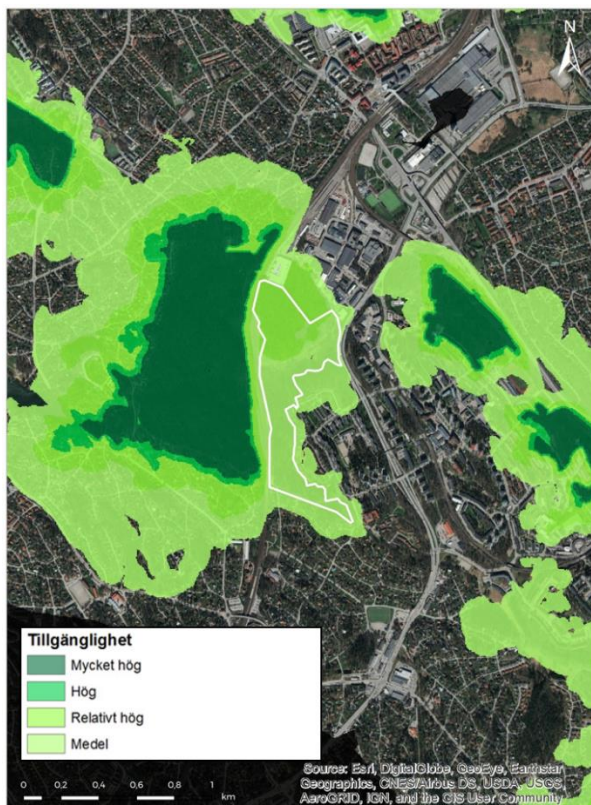 N
Tillgänglighet
Mycket hög
Hög
Relativt hög
Medel
0 0,2 0,4 0,6 0,8 1
km
Source: Esri, DigitalGlobe, GeoEye, Earthstar
Geographics, CNES/Airbus DS, USDA, USGS,
AeroGRID, IGN, and the GIS User Community